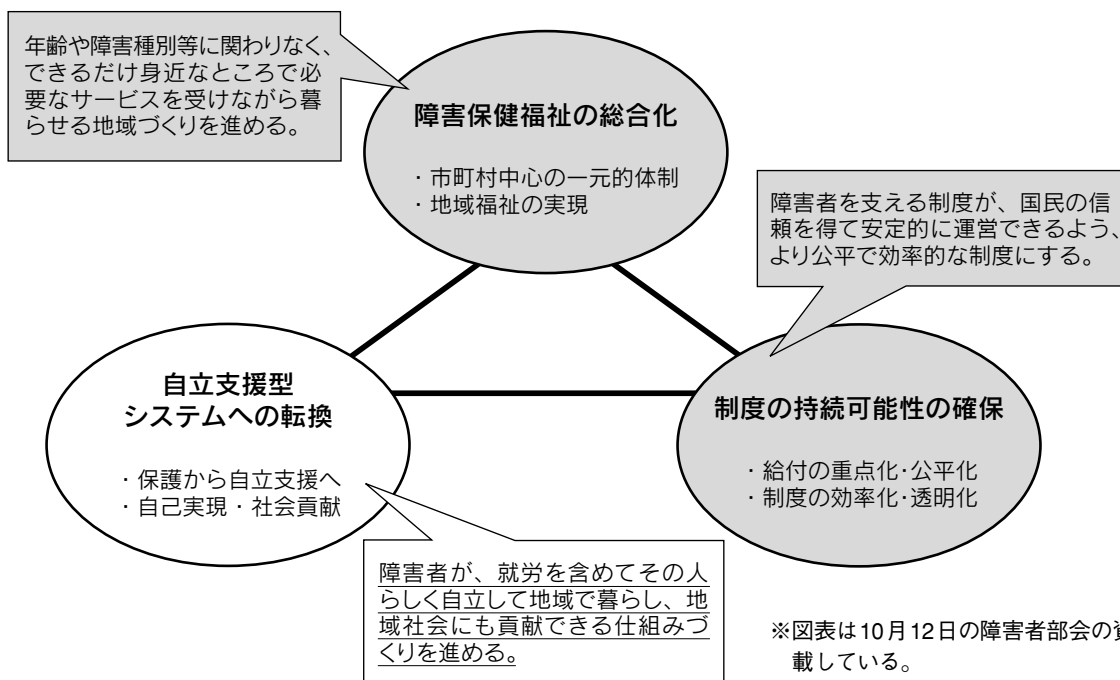 年齢や障害種別等に関わりなく、
できるだけ身近なところで必
要なサービスを受けながら暮
らせる地域づくりを進める。
障害保健福祉の総合化
・市町村中心の一元的体制
・地域福祉の実現
障害者を支える制度が、国民の信
頼を得て安定的に運営できるよう、
より公平で効率的な制度にする。
自立支援型
システムへの転換
・保護から自立支援へ
・自己実現・社会貢献
制度の持続可能性の確保
・給付の重点化・公平化
・制度の効率化・透明化
障害者が、就労を含めてその人
らしく自立して地域で暮らし、地
域社会にも貢献できる仕組みづ
くりを進める。
※図表は10月12日の障害者部会の
載している。